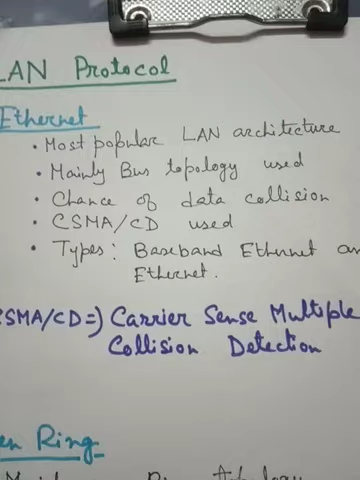 LAN Protocol
Ethernet
• Most popular LAN architecture
• Mainly Bus topology used
• Chance of data collision
• CSMA/CD used
• Types: Baseband Ethernet an
Ethernet.
CSMA/CD =) Carrier Sense Multiple
Collision Detection
en Ring